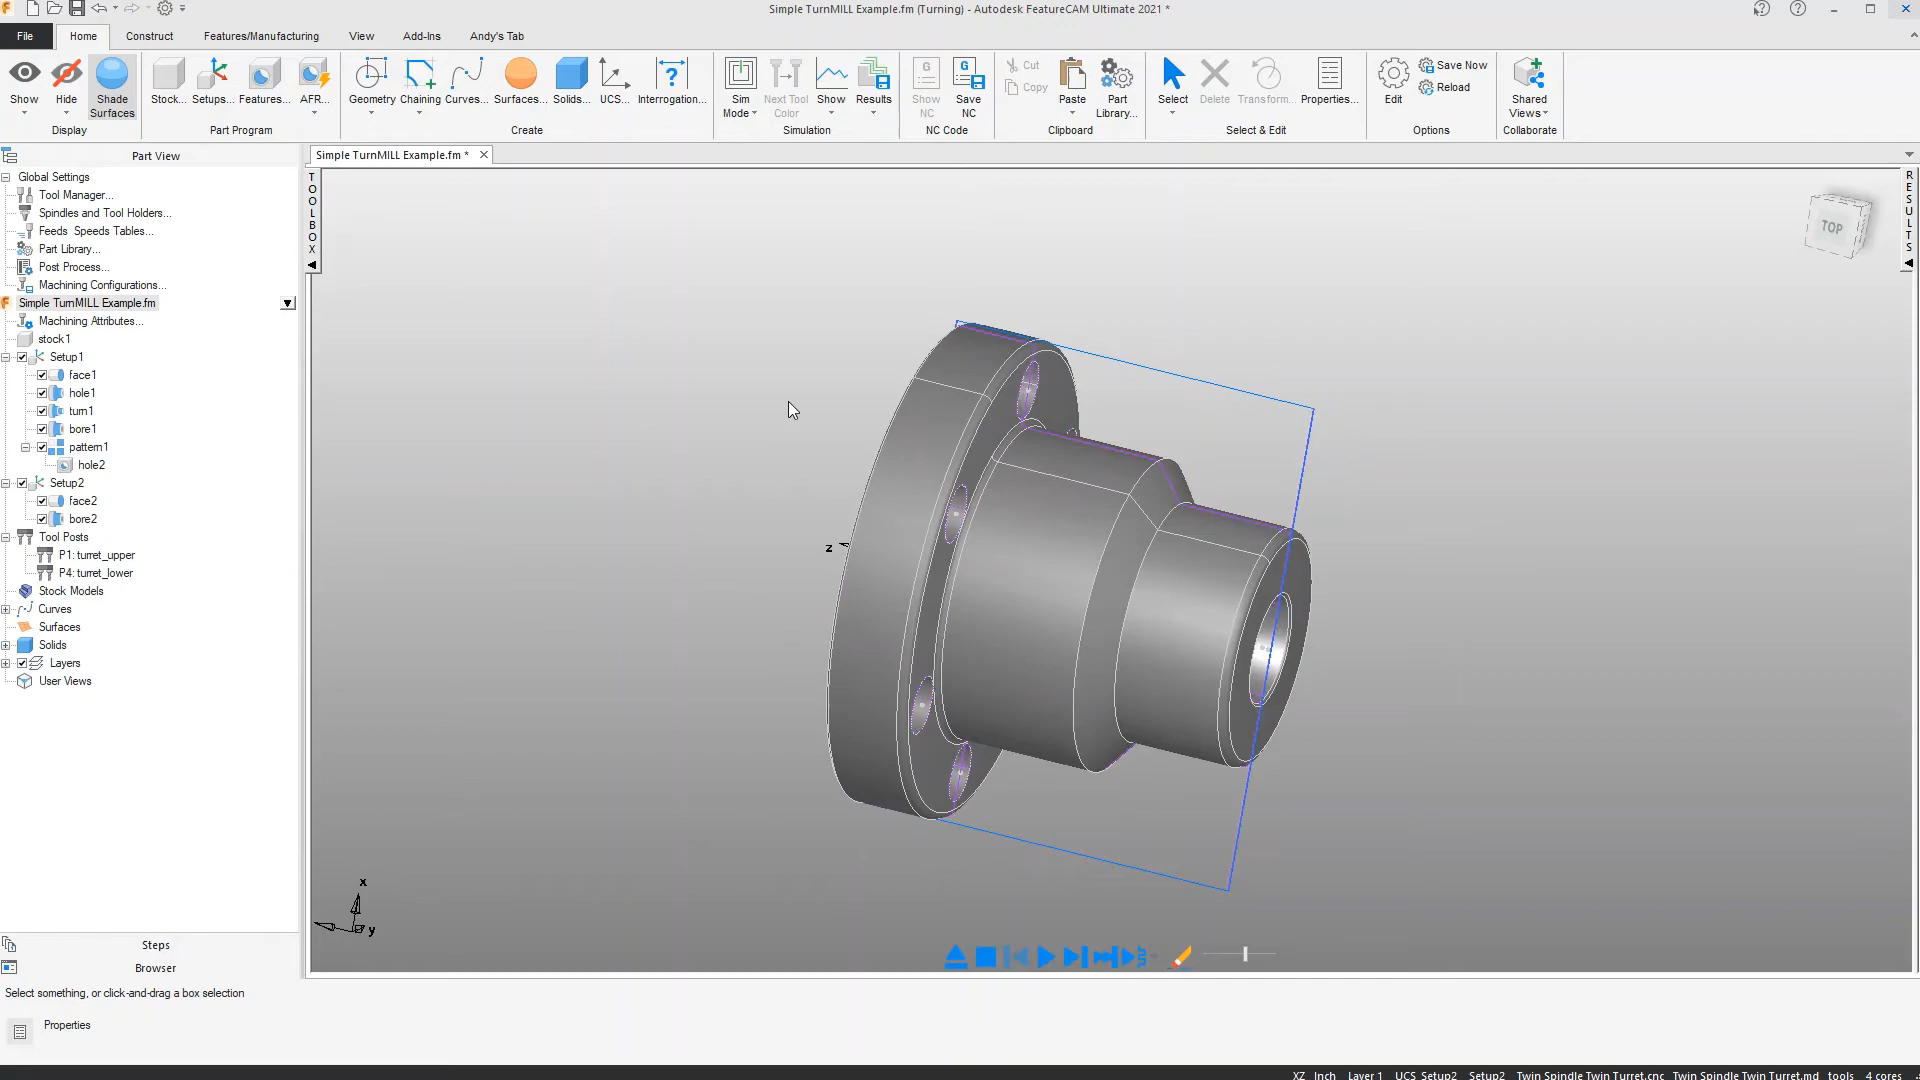 Simple TurnMILL Example.fm (Turning) - Autodesk FeatureCAM Ultimate 2021 *
File Home Construct Features/Manufacturing View Add-Ins Andy's Tab
Show Hide Shade Surfaces Stock... Setups... Features... AFR... Geometry Chaining Curves... Surfaces... Solids... UCS... Interrogation... Sim Mode Next Tool Color Show Results Show NC Save NC Cut Copy Paste Part Library... Select Delete Transform... Properties... Edit Save Now Reload Shared Views
Display Part Program Create Simulation NC Code Clipboard Select & Edit Options Collaborate
Part View
Simple TurnMILL Example.fm *
Global Settings
Tool Manager...
Spindles and Tool Holders...
Feeds Speeds Tables...
Part Library...
Post Process...
Machining Configurations...
Simple TurnMILL Example.fm
Machining Attributes...
stock1
Setup1
face1
hole1
turn1
bore1
pattern1
hole2
Setup2
face2
bore2
Tool Posts
P1: turret_upper
P4: turret_lower
Stock Models
Curves
Surfaces
Solids
Layers
User Views
TOOLBOX
RESULTS
TOP
z
x
y
Steps
Browser
Select something, or click-and-drag a box selection
Properties
XZ Inch Layer 1 UCS_Setup2 Setup2 Twin Spindle Twin Turret.cnc Twin Spindle Twin Turret.md tools 4 cores